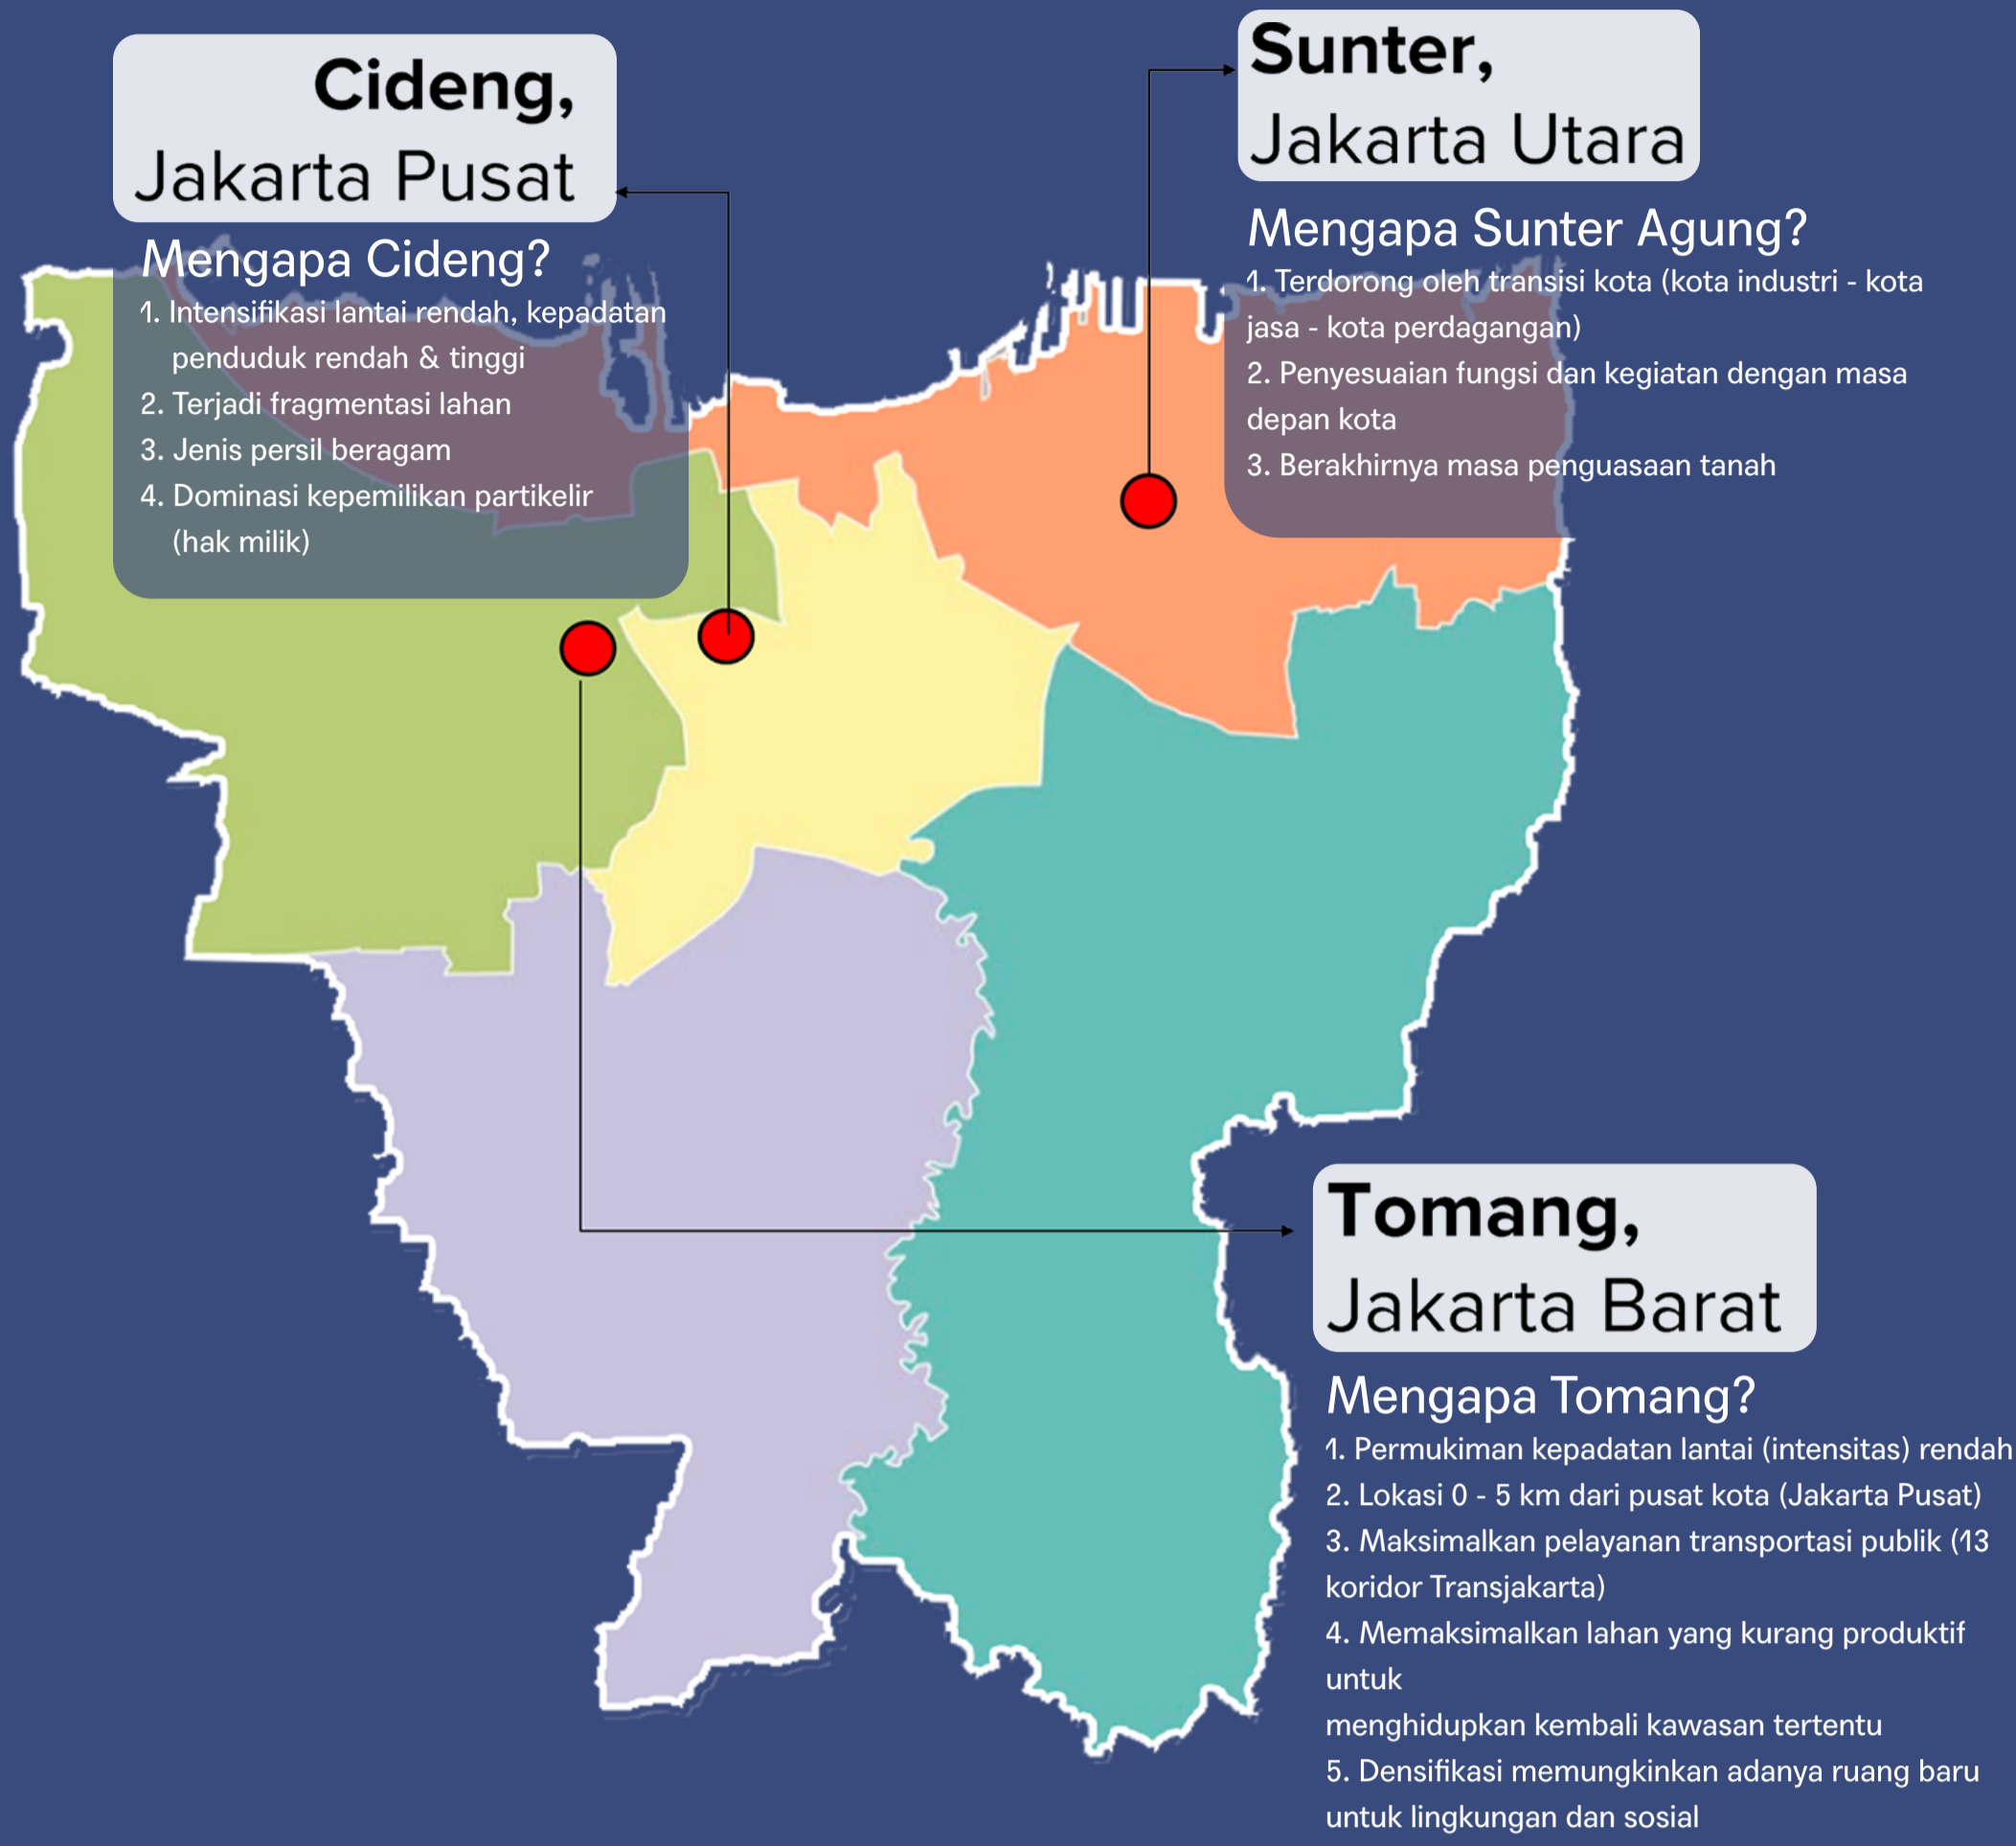 Cideng,
Jakarta Pusat
Mengapa Cideng?
1. Intensifikasi lantai rendah, kepadatan
penduduk rendah & tinggi
2. Terjadi fragmentasi lahan
3. Jenis persil beragam
4. Dominasi kepemilikan partikelir
(hak milik)
Sunter,
Jakarta Utara
Mengapa Sunter Agung?
1. Terdorong oleh transisi kota (kota industri - kota
jasa - kota perdagangan)
2. Penyesuaian fungsi dan kegiatan dengan masa
depan kota
3. Berakhirnya masa penguasaan tanah
Tomang,
Jakarta Barat
Mengapa Tomang?
1. Permukiman kepadatan lantai (intensitas) rendah
2. Lokasi 0 - 5 km dari pusat kota (Jakarta Pusat)
3. Maksimalkan pelayanan transportasi publik (13
koridor Transjakarta)
4. Memaksimalkan lahan yang kurang produktif
untuk
menghidupkan kembali kawasan tertentu
5. Densifikasi memungkinkan adanya ruang baru
untuk lingkungan dan sosial